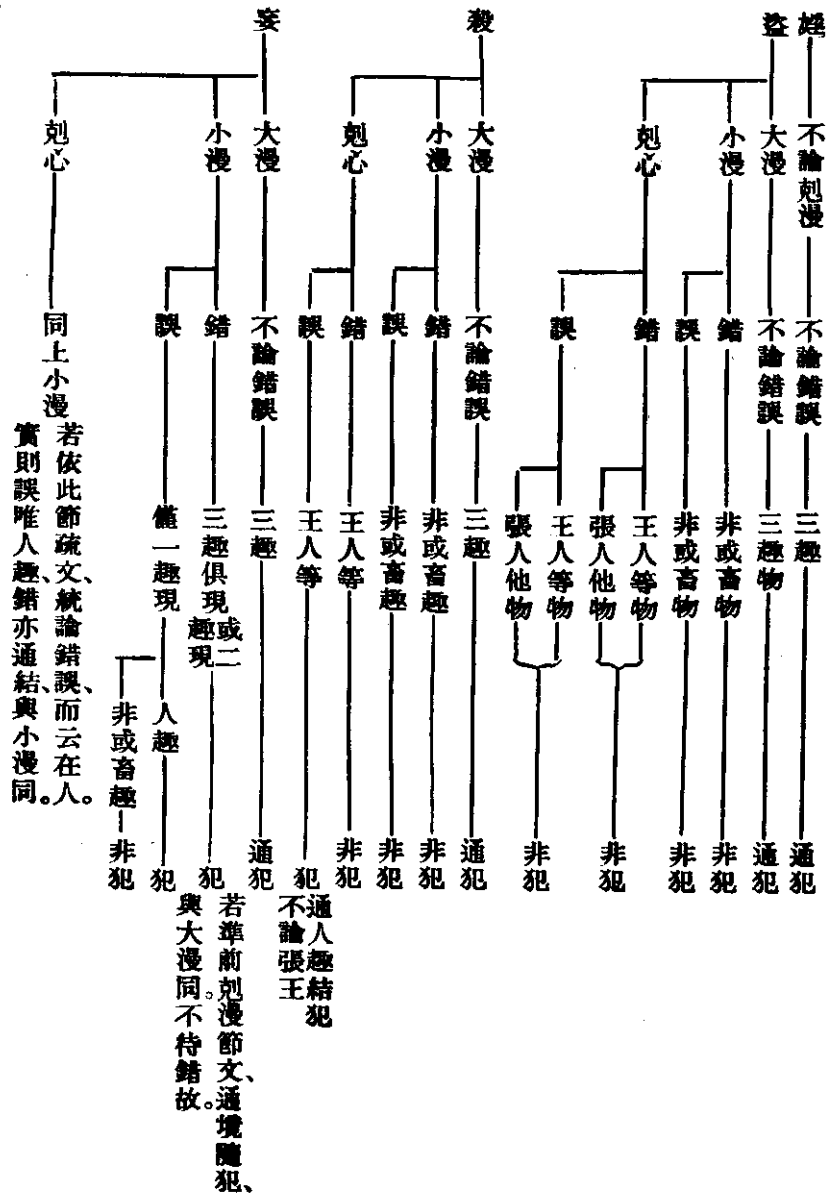 婬 不論剋漫 不論錯誤 三趣 通犯
盜 大漫 不論錯誤 三趣物 通犯
小漫 錯 非或畜物 非犯
誤 非或畜物 非犯
剋心 錯 王人等物 張人他物 非犯
誤 王人等物 張人他物 非犯
殺 大漫 不論錯誤 三趣 通犯
小漫 錯 非或畜趣 非犯
誤 非或畜趣 非犯
剋心 錯 王人等 非犯
誤 王人等 犯
通人趣結犯
不論張王
妄 大漫 不論錯誤 三趣 通犯
小漫 錯 三趣俱現或二
趣現 犯
若準前剋漫節文、通境隨犯、
與大漫同。不待錯故。
誤 僅一趣現 人趣 犯
非或畜趣 非犯
剋心 同上小漫
若依此節疏文、統論錯誤、而云在人。
實則誤唯人趣、錯亦通結、與小漫同。